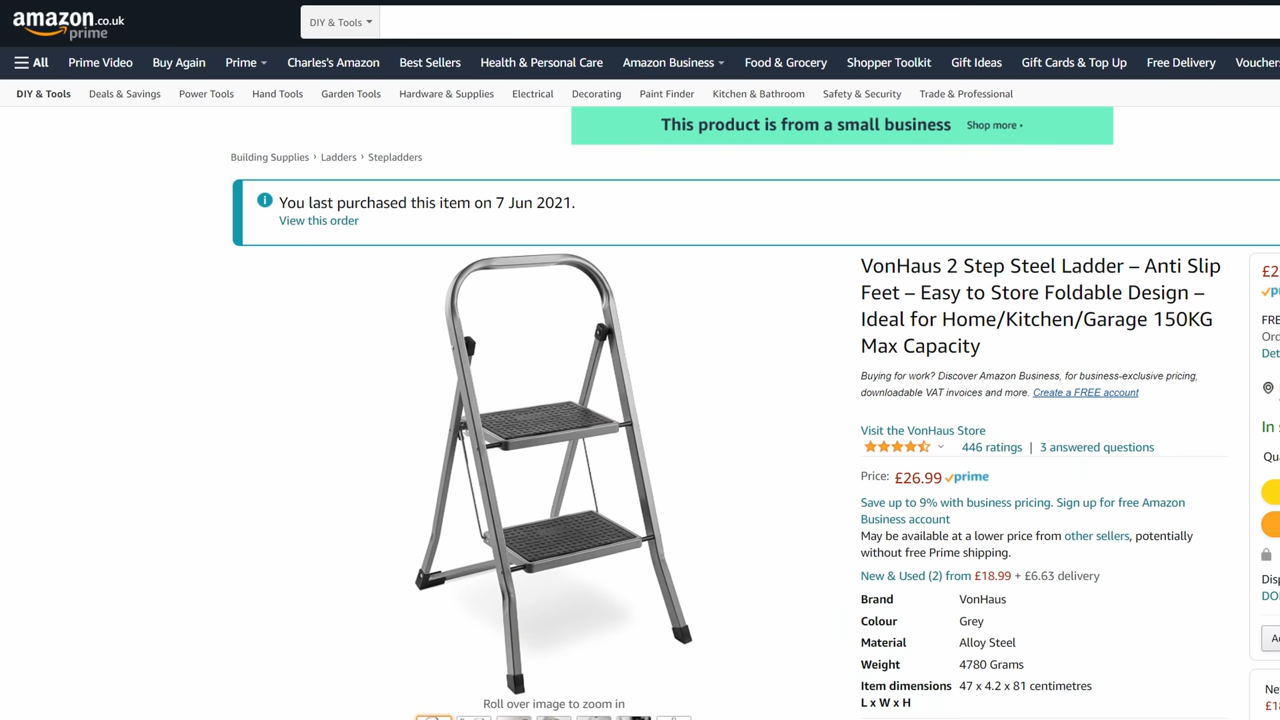 amazon.co.uk
prime
DIY & Tools
All Prime Video Buy Again Prime Charles's Amazon Best Sellers Health & Personal Care Amazon Business Food & Grocery Shopper Toolkit Gift Ideas Gift Cards & Top Up Free Delivery
DIY & Tools Deals & Savings Power Tools Hand Tools Garden Tools Hardware & Supplies Electrical Decorating Paint Finder Kitchen & Bathroom Safety & Security Trade & Professional
This product is from a small business Shop more
Building Supplies › Ladders › Stepladders
You last purchased this item on 7 Jun 2021.
View this order
VonHaus 2 Step Steel Ladder – Anti Slip
Feet – Easy to Store Foldable Design –
Ideal for Home/Kitchen/Garage 150KG
Max Capacity
Buying for work? Discover Amazon Business, for business-exclusive pricing,
downloadable VAT invoices and more. Create a FREE account
Visit the VonHaus Store
446 ratings | 3 answered questions
Price: £26.99 prime
Save up to 9% with business pricing. Sign up for free Amazon
Business account
May be available at a lower price from other sellers, potentially
without free Prime shipping.
New & Used (2) from £18.99 + £6.63 delivery
Brand VonHaus
Colour Grey
Material Alloy Steel
Weight 4780 Grams
Item dimensions 47 x 4.2 x 81 centimetres
L x W x H
Roll over image to zoom in